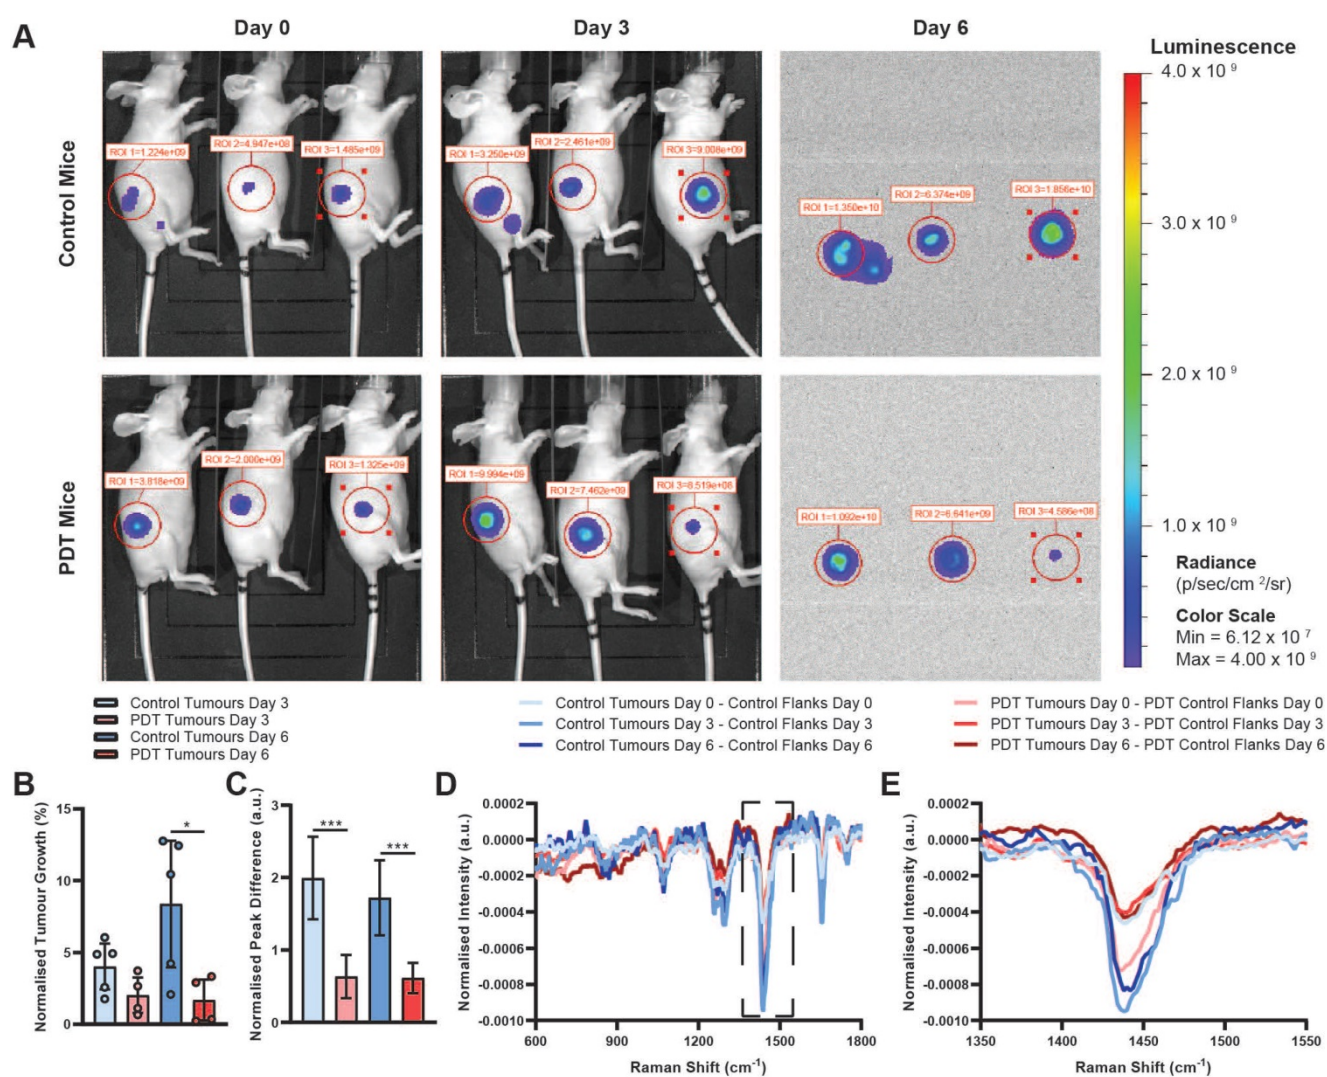 A
Day 0
Day 3
Day 6
Control Mice
ROI 1=1.224e+09
ROI 2=4.947e+08
ROI 3=1.485e+09
ROI 1=3.250e+09
ROI 2=2.461e+09
ROI 3=9.008e+09
ROI 1=1.350e+10
ROI 2=6.374e+09
ROI 3=1.856e+10
PDT Mice
ROI 1=3.818e+09
ROI 2=2.000e+09
ROI 3=1.325e+09
ROI 1=9.994e+09
ROI 2=7.462e+09
ROI 3=8.519e+08
ROI 1=1.092e+10
ROI 2=6.641e+09
ROI 3=4.586e+08
Luminescence
4.0 x 10 9
3.0 x 10 9
2.0 x 10 9
1.0 x 10 9
Radiance
(p/sec/cm 2/sr)
Color Scale
Min = 6.12 x 10 7
Max = 4.00 x 10 9
Control Tumours Day 3
PDT Tumours Day 3
Control Tumours Day 6
PDT Tumours Day 6
Control Tumours Day 0 - Control Flanks Day 0
Control Tumours Day 3 - Control Flanks Day 3
Control Tumours Day 6 - Control Flanks Day 6
PDT Tumours Day 0 - PDT Control Flanks Day 0
PDT Tumours Day 3 - PDT Control Flanks Day 3
PDT Tumours Day 6 - PDT Control Flanks Day 6
B
Normalised Tumour Growth (%)
15
10
5
0
*
C
Normalised Peak Difference (a.u.)
3
2
1
0
***
***
D
Normalised Intensity (a.u.)
0.0002
0.0000
-0.0002
-0.0004
-0.0006
-0.0008
-0.0010
600
900
1200
1500
1800
Raman Shift (cm-1)
E
Normalised Intensity (a.u.)
0.0002
0.0000
-0.0002
-0.0004
-0.0006
-0.0008
-0.0010
1350
1400
1450
1500
1550
Raman Shift (cm-1)